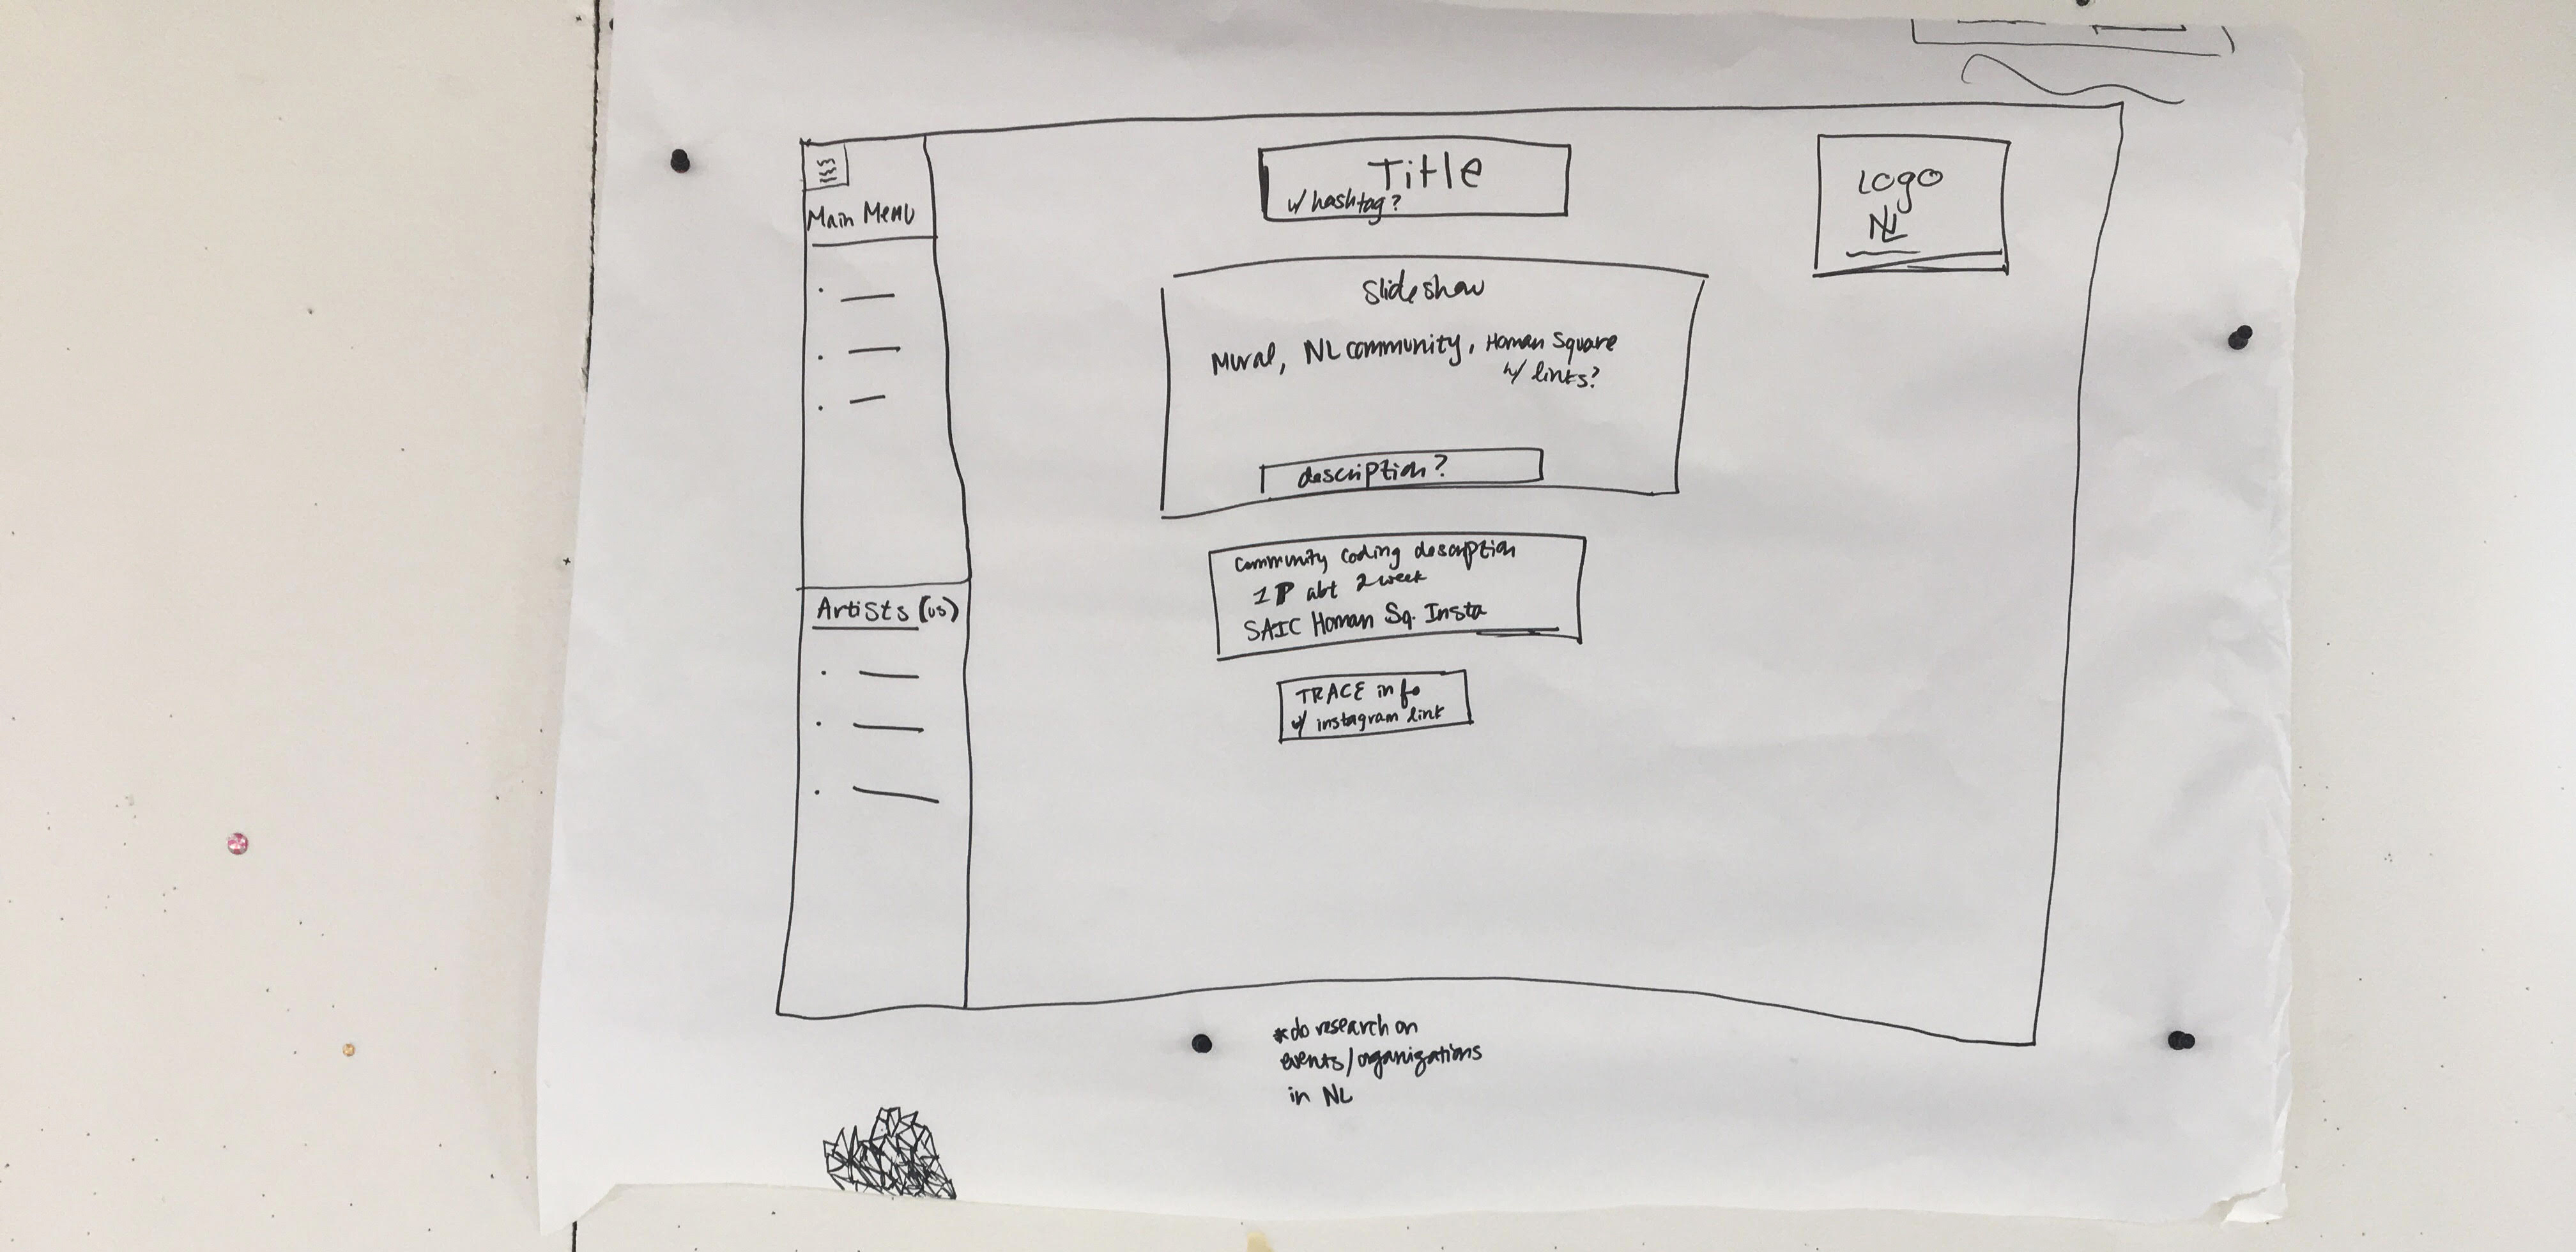 Main Menu
Artists (us)
Title
w/ hashtag?
Logo
NL
Slideshow
Mural, NL community, Homan Square
w/ links?
description?
Community coding description
1P abt 2 week
SAIC Homan Sq. Insta
TRACE info
w/ instagram link
*do research on
events/organizations
in NL